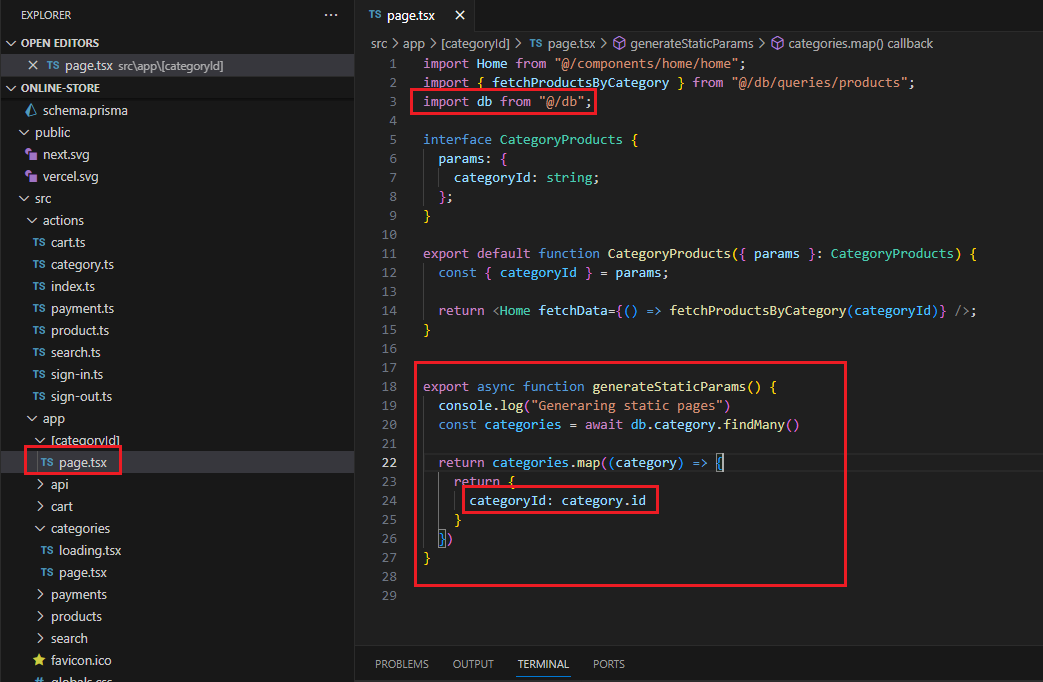 EXPLORER ...
OPEN EDITORS
TS page.tsx src\app\[categoryId]
ONLINE-STORE
schema.prisma
public
next.svg
vercel.svg
src
actions
TS cart.ts
TS category.ts
TS index.ts
TS payment.ts
TS product.ts
TS search.ts
TS sign-in.ts
TS sign-out.ts
app
[categoryId]
TS page.tsx
api
cart
categories
TS loading.tsx
TS page.tsx
payments
products
search
favicon.ico
# globals.css
TS page.tsx
src > app > [categoryId] > TS page.tsx > generateStaticParams > categories.map() callback
1 import Home from "@/components/home/home";
2 import { fetchProductsByCategory } from "@/db/queries/products";
3 import db from "@/db";
4
5 interface CategoryProducts {
6 params: {
7 categoryId: string;
8 };
9 }
10
11 export default function CategoryProducts({ params }: CategoryProducts) {
12 const { categoryId } = params;
13
14 return <Home fetchData={() => fetchProductsByCategory(categoryId)} />;
15 }
16
17
18 export async function generateStaticParams() {
19 console.log("Generaring static pages")
20 const categories = await db.category.findMany()
21
22 return categories.map((category) => {
23 return {
24 categoryId: category.id
25 }
26 })
27 }
28
29
PROBLEMS OUTPUT TERMINAL PORTS